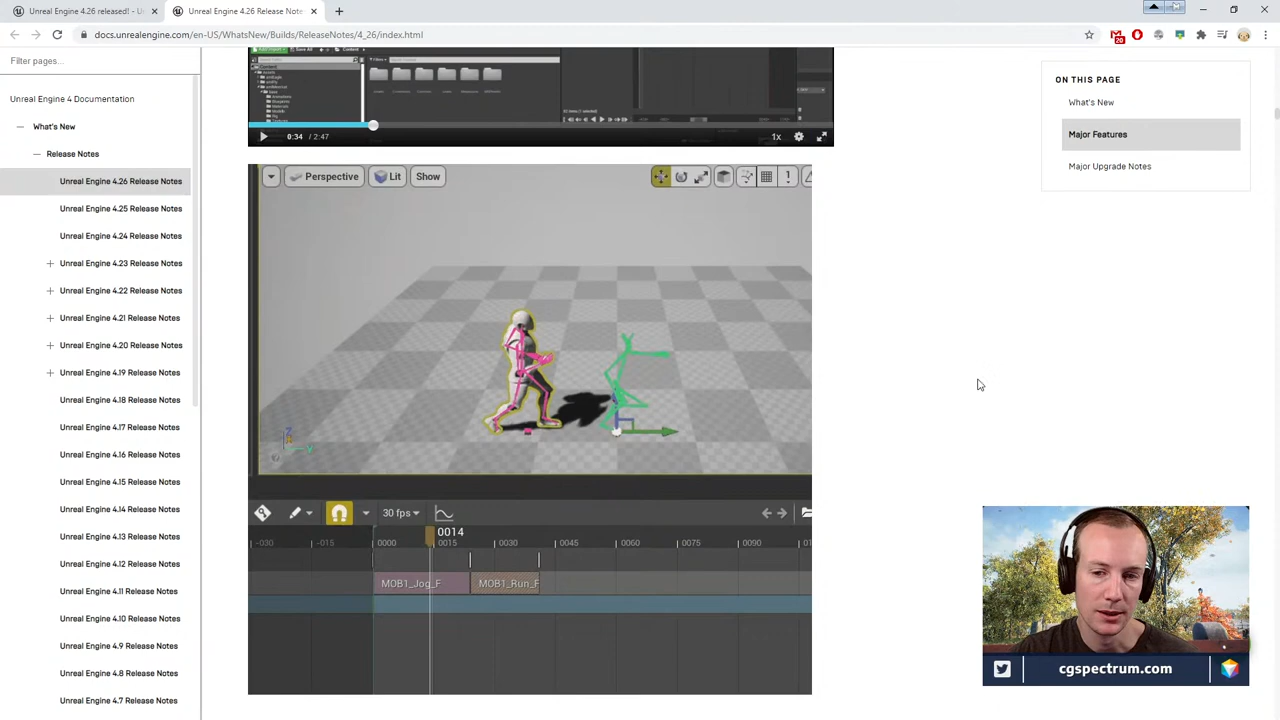 Unreal Engine 4.26 released! -
Unreal Engine 4.26 Release Note
docs.unrealengine.com/en-US/WhatsNew/Builds/ReleaseNotes/4_26/index.html
20
Filter pages...
Unreal Engine 4 Documentation
What's New
Release Notes
Unreal Engine 4.26 Release Notes
Unreal Engine 4.25 Release Notes
Unreal Engine 4.24 Release Notes
Unreal Engine 4.23 Release Notes
Unreal Engine 4.22 Release Notes
Unreal Engine 4.21 Release Notes
Unreal Engine 4.20 Release Notes
Unreal Engine 4.19 Release Notes
Unreal Engine 4.18 Release Notes
Unreal Engine 4.17 Release Notes
Unreal Engine 4.16 Release Notes
Unreal Engine 4.15 Release Notes
Unreal Engine 4.14 Release Notes
Unreal Engine 4.13 Release Notes
Unreal Engine 4.12 Release Notes
Unreal Engine 4.11 Release Notes
Unreal Engine 4.10 Release Notes
Unreal Engine 4.9 Release Notes
Unreal Engine 4.8 Release Notes
Unreal Engine 4.7 Release Notes
0:34 / 2:47
1x
Perspective Lit Show
Z
Y
30 fps
0014
-030 -015 0000 0015 0030 0045 0060 0075 0090
MOB1_Jog_F MOB1_Run_F
ON THIS PAGE
What's New
Major Features
Major Upgrade Notes
cgspectrum.com